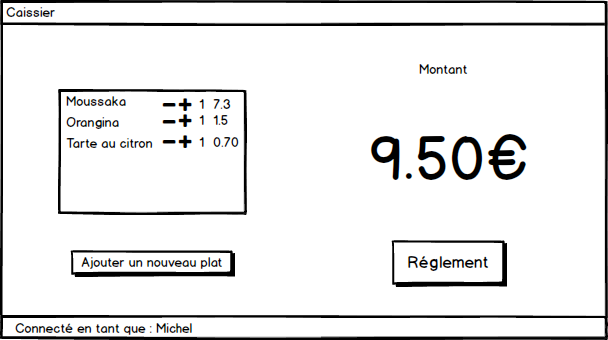 Caissier
Montant
Moussaka − + 1 7.3
Orangina − + 1 1.5
Tarte au citron − + 1 0.70
9.50€
Ajouter un nouveau plat
Réglement
Connecté en tant que : Michel